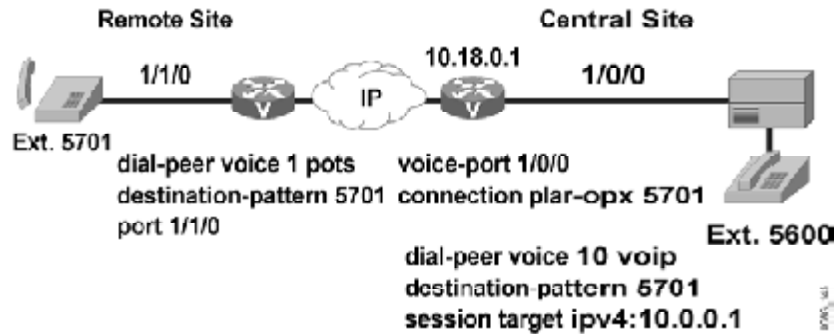 Remote Site
Central Site
1/1/0
10.18.0.1
1/0/0
IP
V
V
Ext. 5701
dial-peer voice 1 pots
destination-pattern 5701
port 1/1/0
voice-port 1/0/0
connection plar-opx 5701
Ext. 5600
dial-peer voice 10 voip
destination-pattern 5701
session target ipv4:10.0.0.1